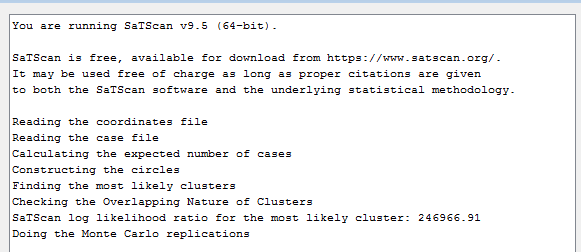 You are running SaTScan v9.5 (64-bit).
SaTScan is free, available for download from https://www.satscan.org/.
It may be used free of charge as long as proper citations are given
to both the SaTScan software and the underlying statistical methodology.
Reading the coordinates file
Reading the case file
Calculating the expected number of cases
Constructing the circles
Finding the most likely clusters
Checking the Overlapping Nature of Clusters
SaTScan log likelihood ratio for the most likely cluster: 246966.91
Doing the Monte Carlo replications